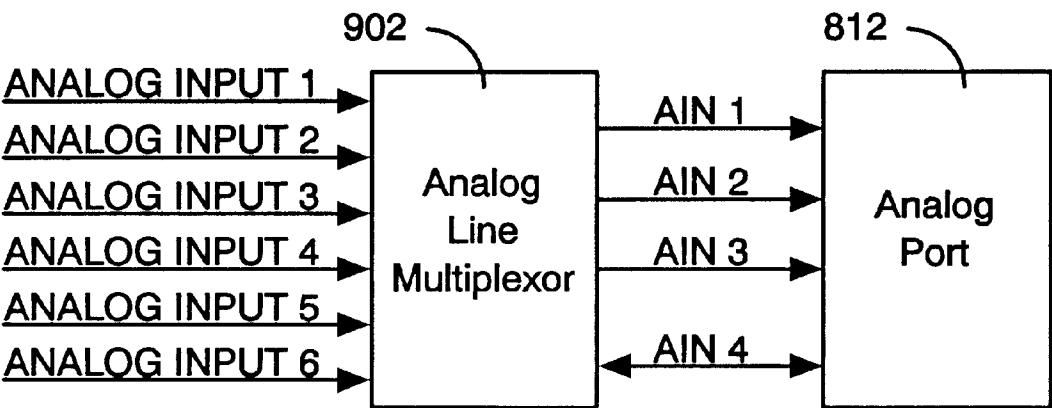 902
812
ANALOG INPUT 1
ANALOG INPUT 2
ANALOG INPUT 3
ANALOG INPUT 4
ANALOG INPUT 5
ANALOG INPUT 6
Analog
Line
Multiplexor
AIN 1
AIN 2
AIN 3
AIN 4
Analog
Port